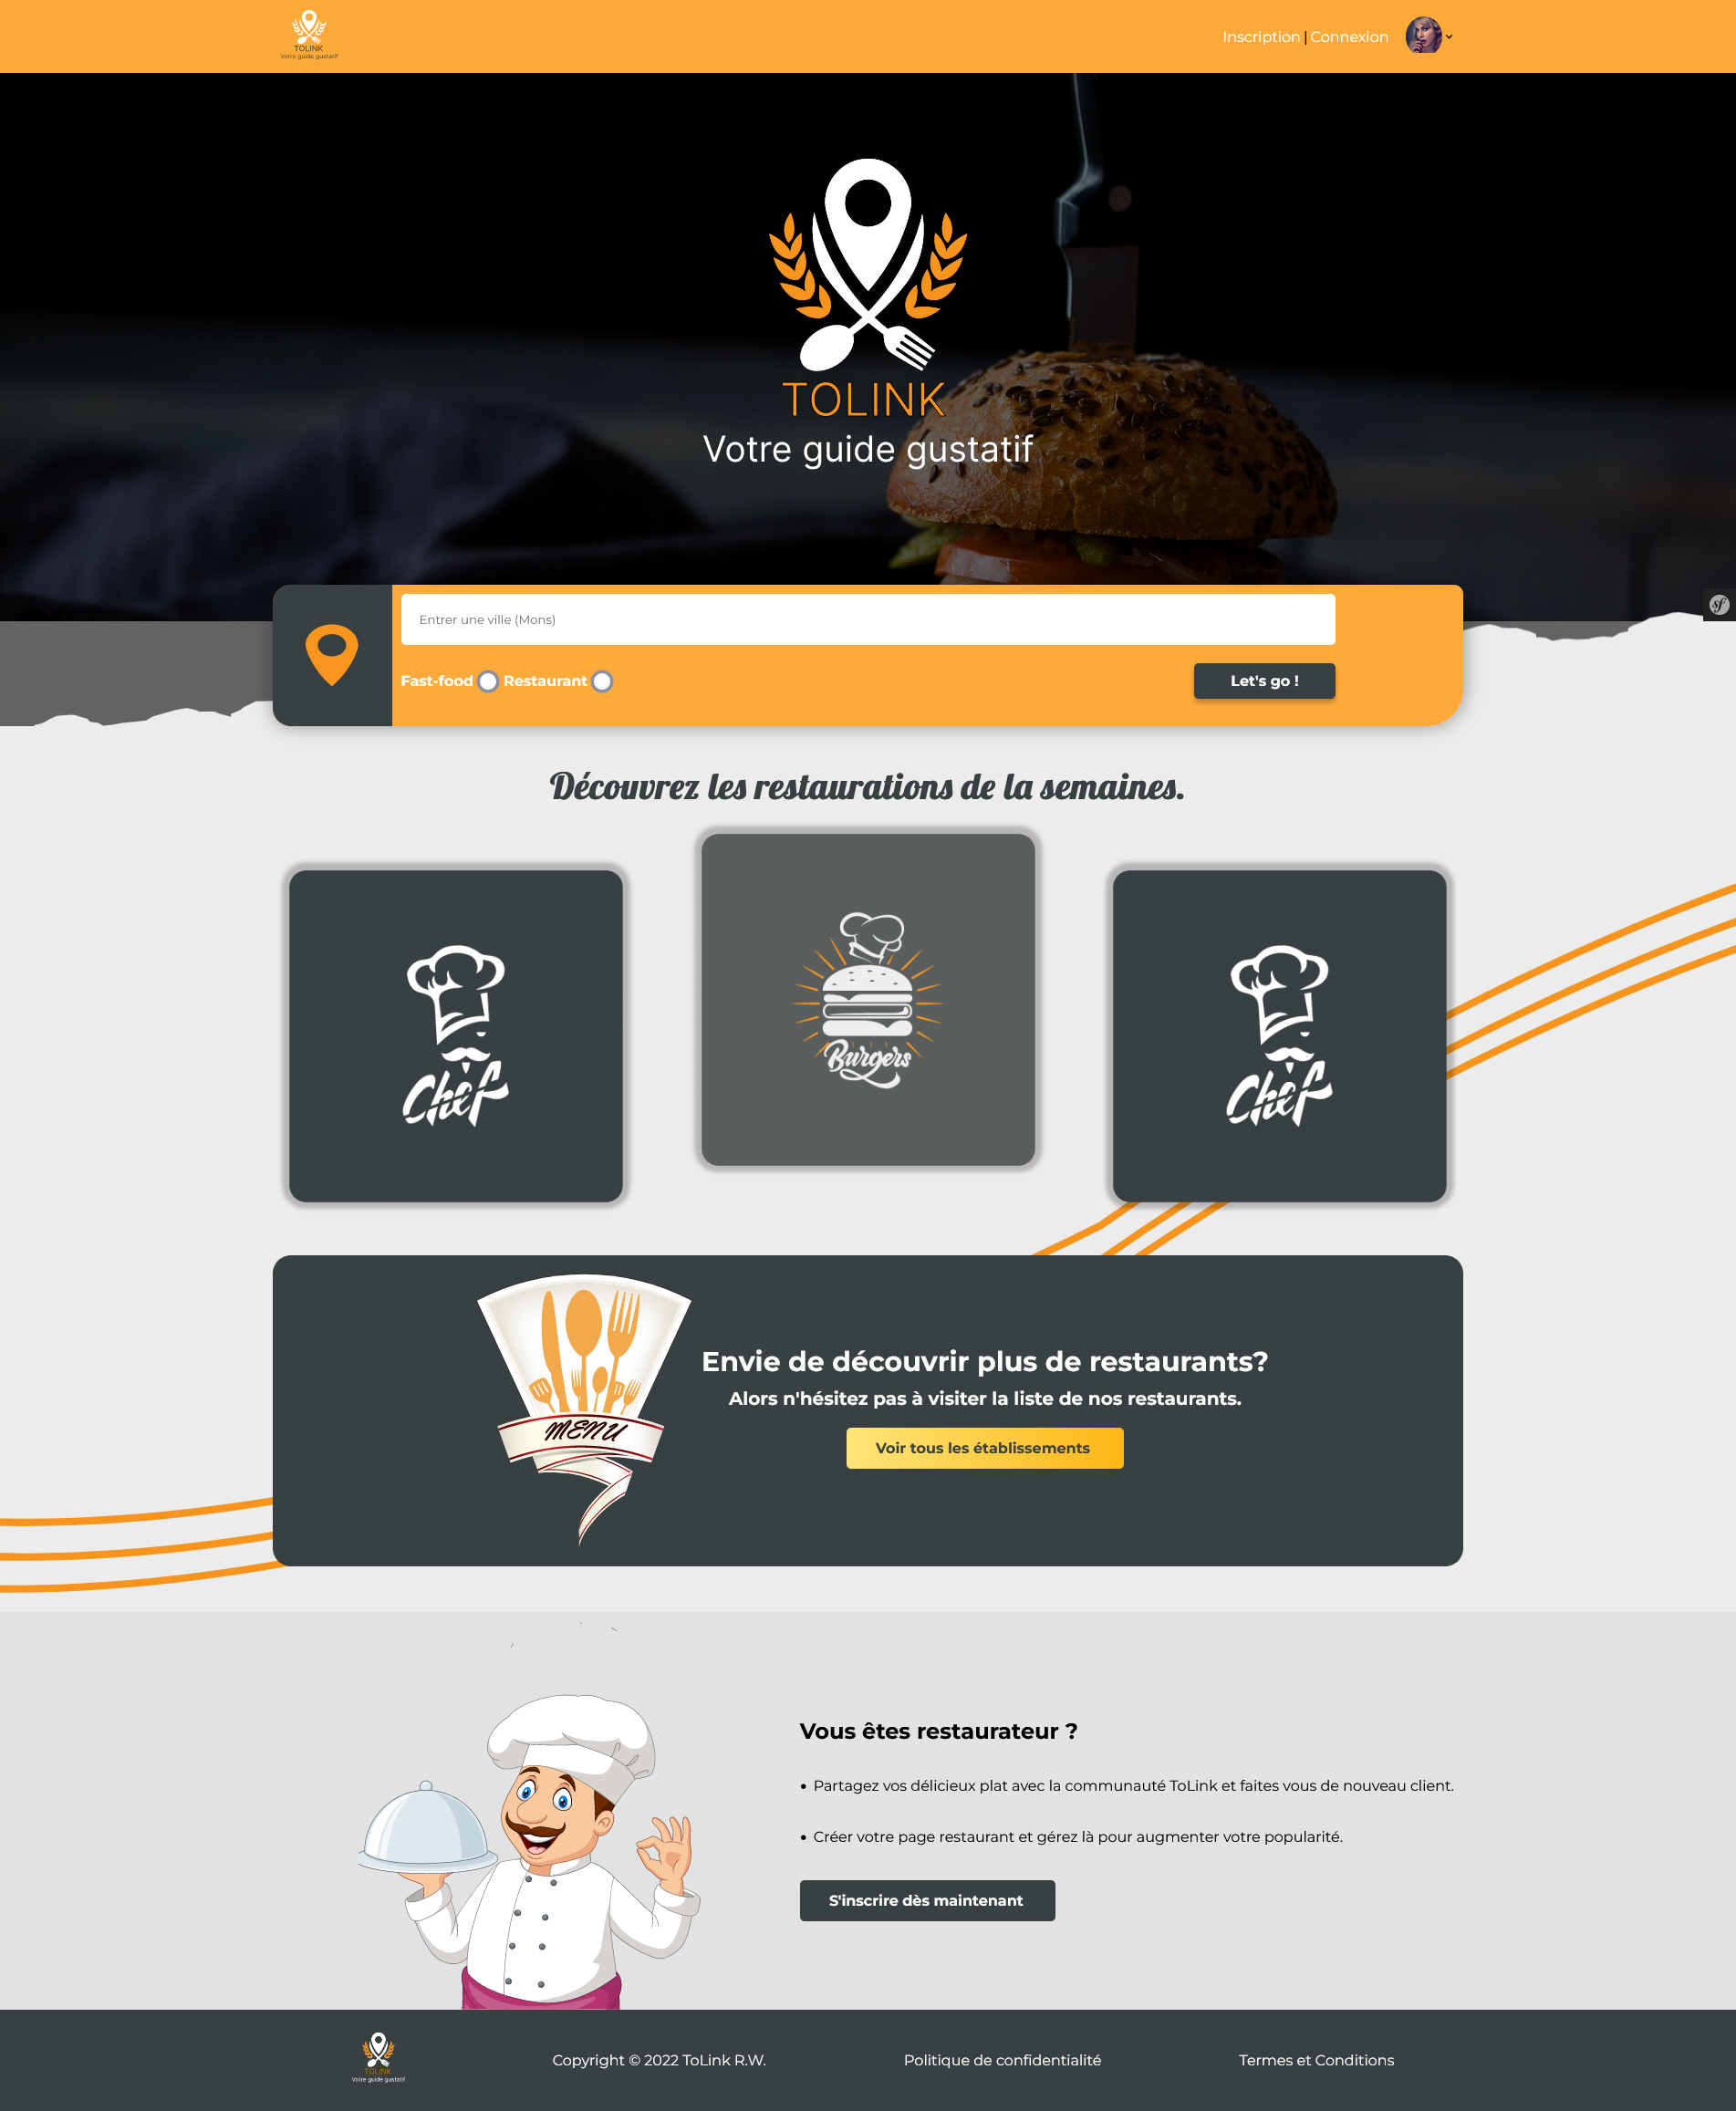 TOLINK
Votre guide gustatif
Inscription | Connexion
TOLINK
Votre guide gustatif
Entrer une ville (Mons)
Fast-food Restaurant
Let's go !
sf
Découvrez les restaurations de la semaines.
Chef
Burgers
Chef
MENU
Envie de découvrir plus de restaurants?
Alors n'hésitez pas à visiter la liste de nos restaurants.
Voir tous les établissements
Vous êtes restaurateur ?
• Partagez vos délicieux plat avec la communauté ToLink et faites vous de nouveau client.
• Créer votre page restaurant et gérez là pour augmenter votre popularité.
S'inscrire dès maintenant
TOLINK
Votre guide gustatif
Copyright © 2022 ToLink R.W.
Politique de confidentialité
Termes et Conditions